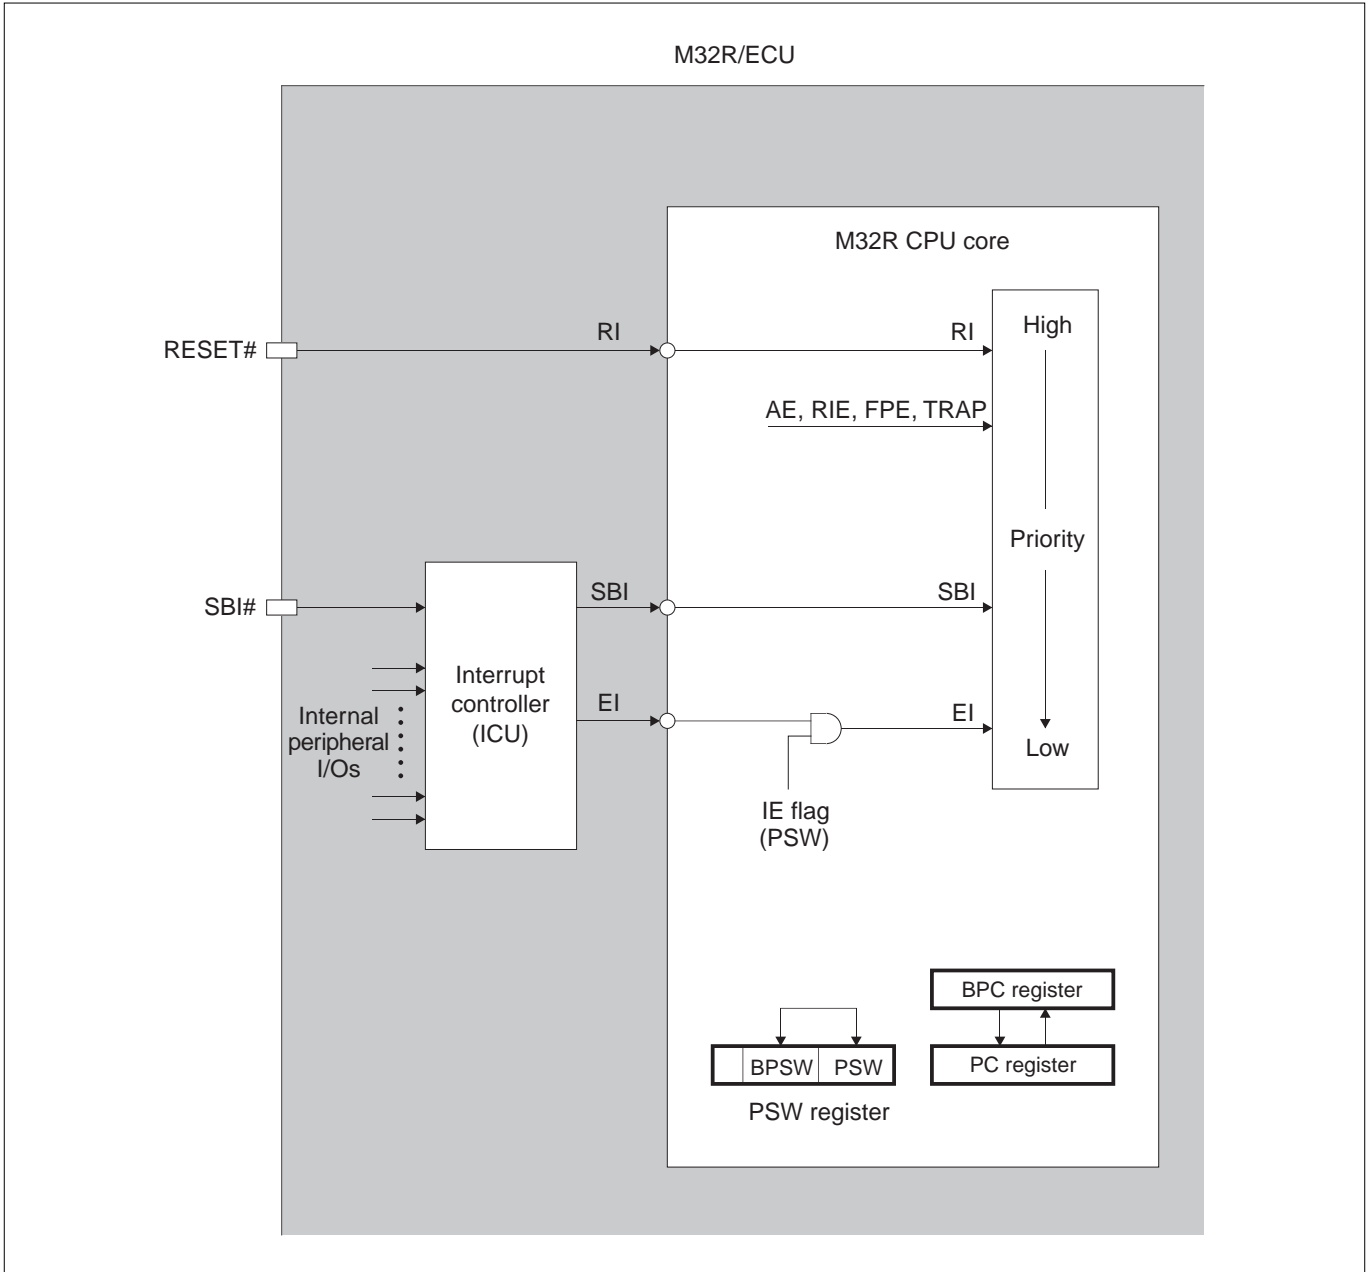 M32R/ECU
M32R CPU core
RESET#
RI
RI
High
AE, RIE, FPE, TRAP
Priority
SBI#
SBI
SBI
Interrupt
controller
(ICU)
Internal
peripheral
I/Os
EI
EI
Low
IE flag
(PSW)
BPC register
BPSW
PSW
PC register
PSW register